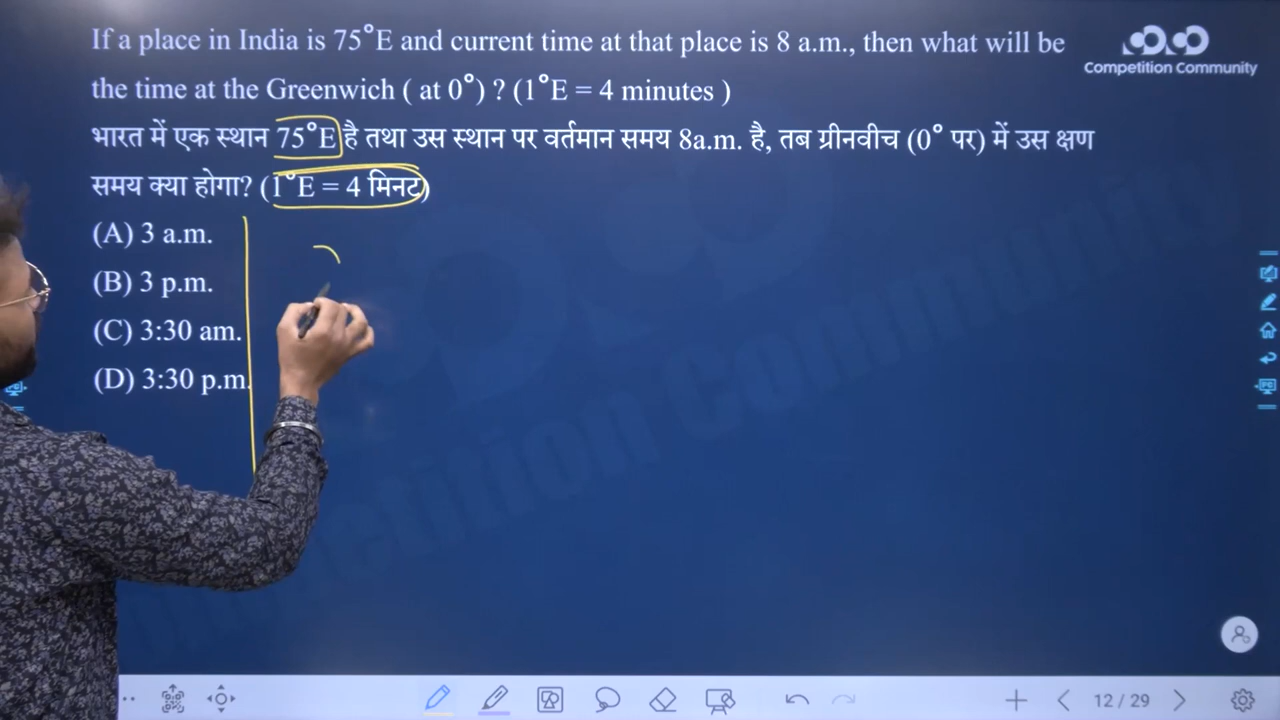 If a place in India is 75°E and current time at that place is 8 a.m., then what will be
the time at the Greenwich ( at 0°) ? (1°E = 4 minutes )
भारत में एक स्थान 75°E है तथा उस स्थान पर वर्तमान समय 8a.m. है, तब ग्रीनवीच (0° पर) में उस क्षण
समय क्या होगा? (1°E = 4 मिनट)
(A) 3 a.m.
(B) 3 p.m.
(C) 3:30 am.
(D) 3:30 p.m.
Competition Community
Competition Community
12 / 29